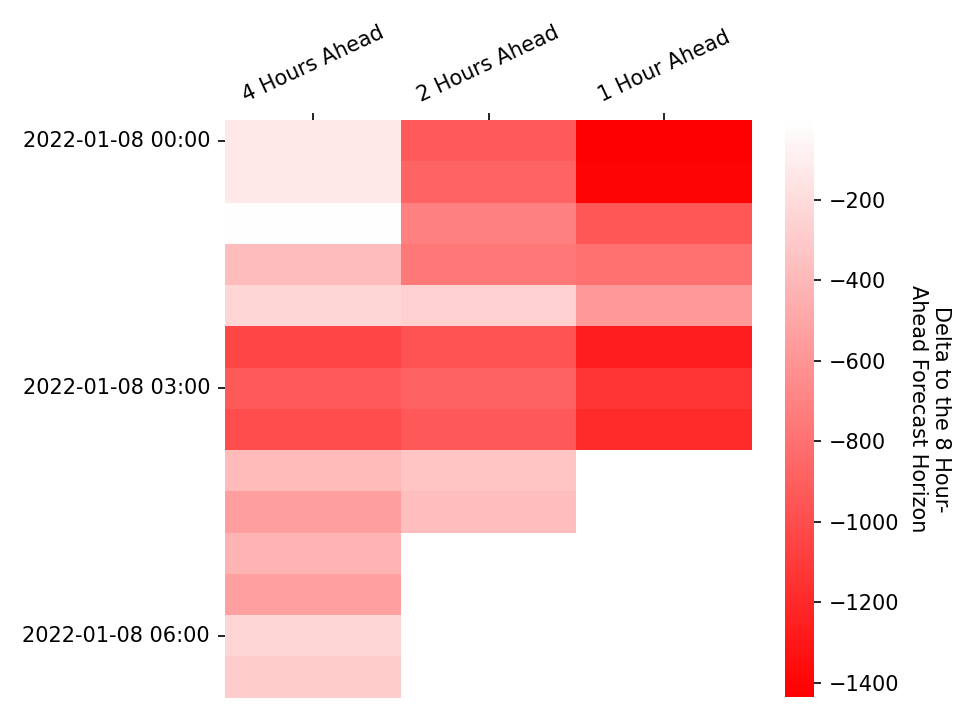 4 Hours Ahead
2 Hours Ahead
1 Hour Ahead
2022-01-08 00:00
2022-01-08 03:00
2022-01-08 06:00
−200
−400
−600
−800
−1000
−1200
−1400
Delta to the 8 Hour-
Ahead Forecast Horizon